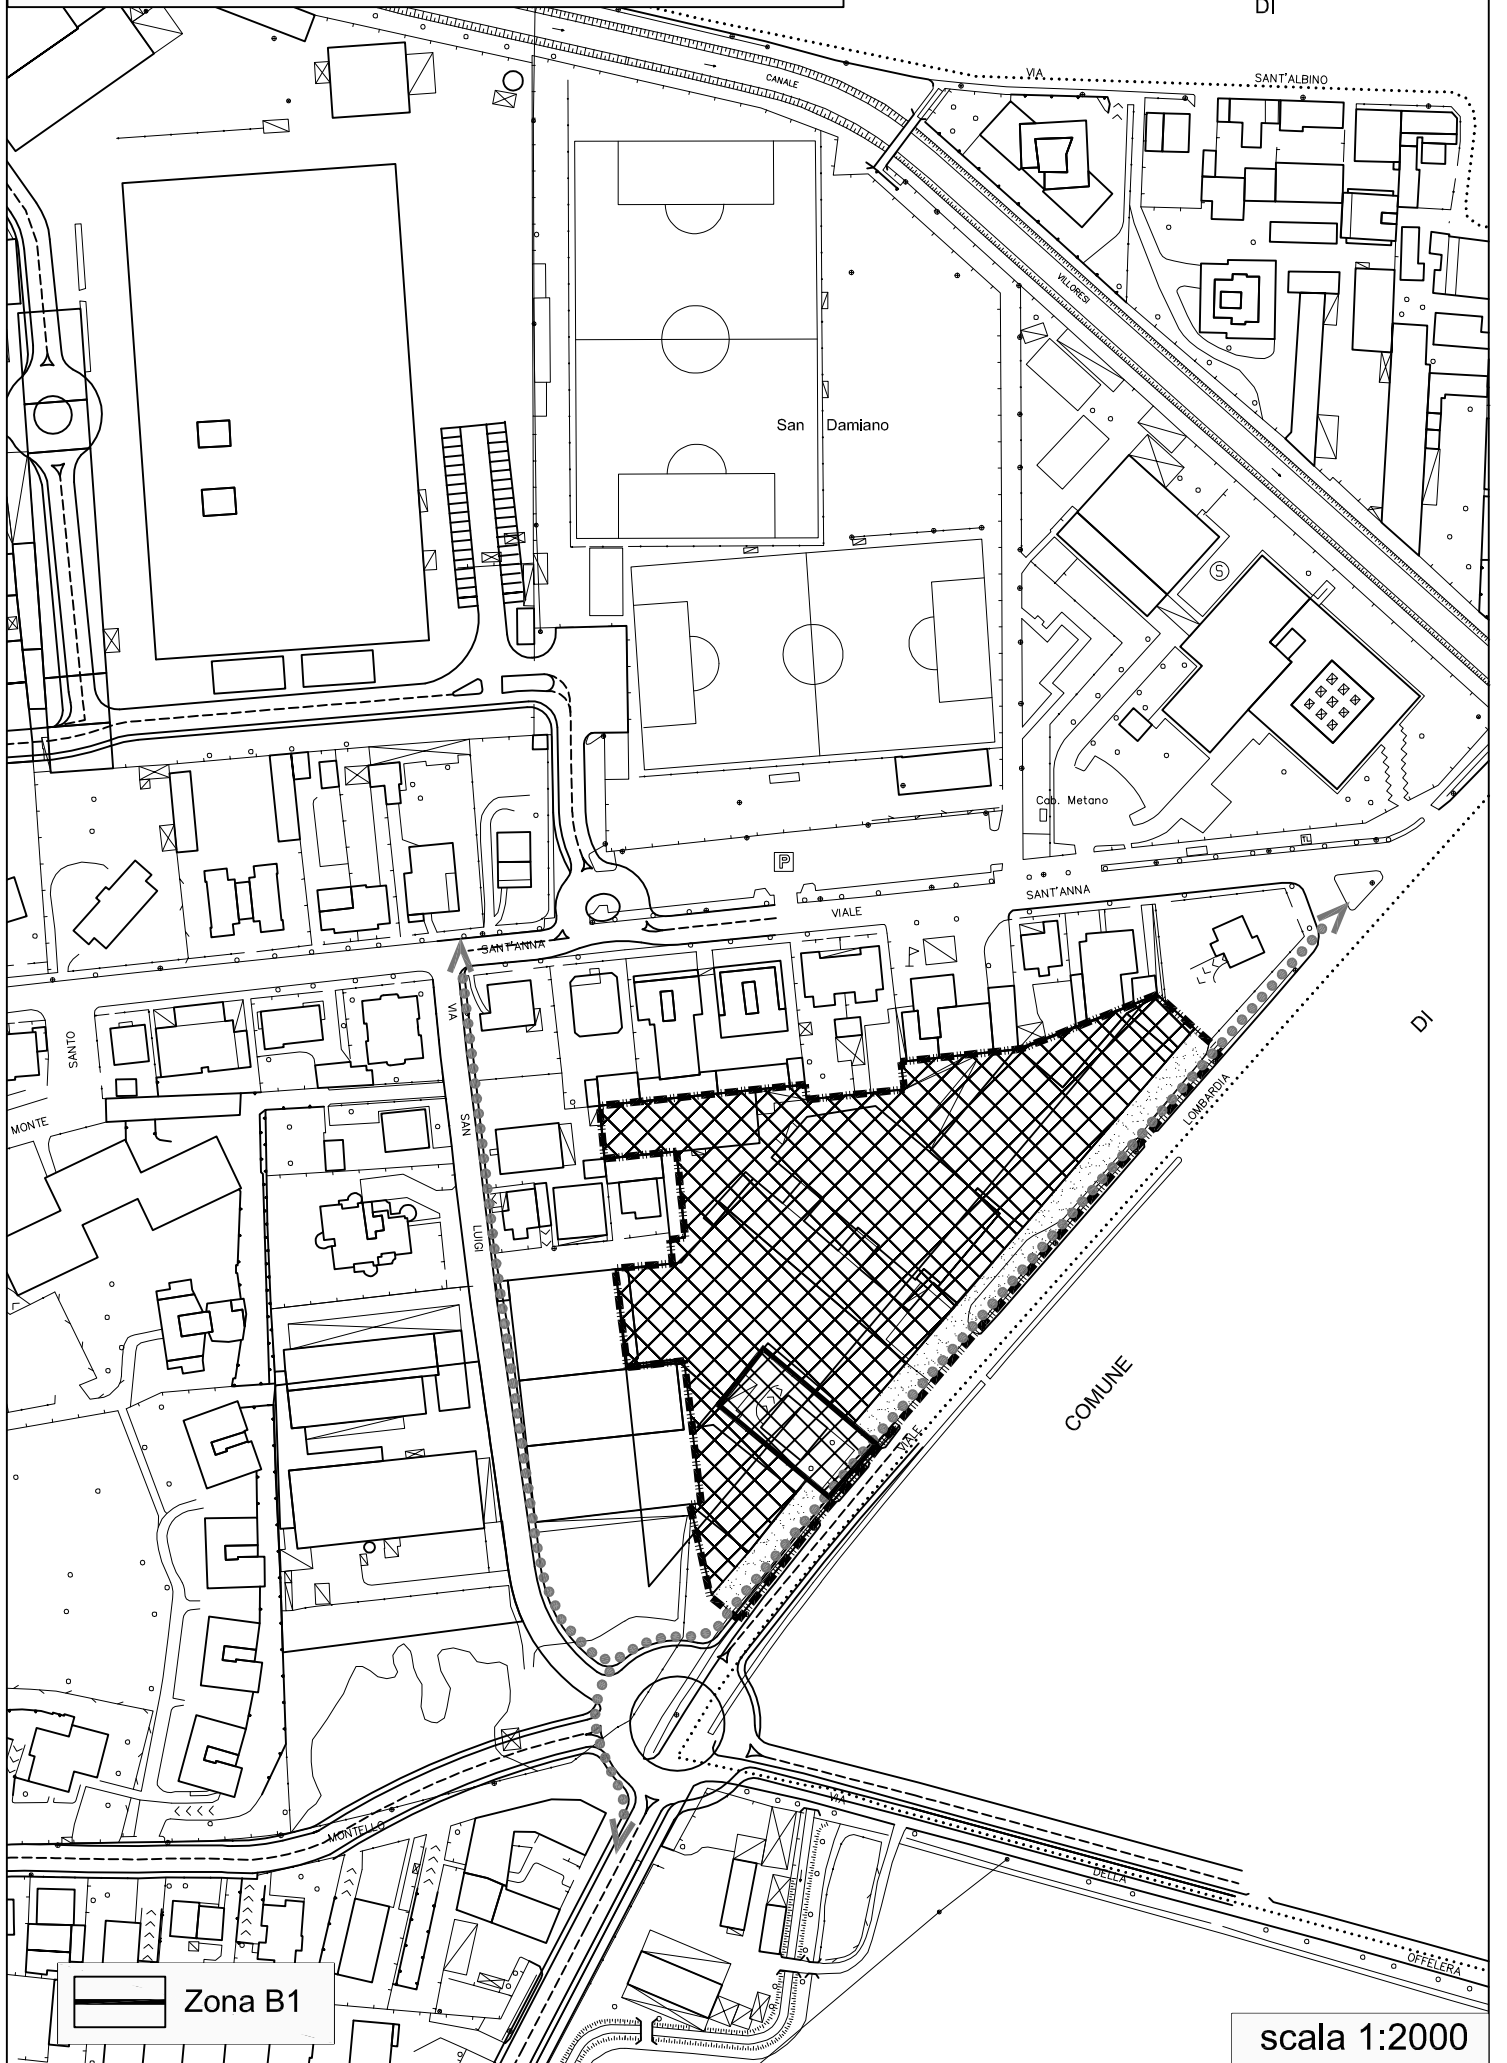 DI
VIA
SANT'ALBINO
CANALE
VILLORESI
San Damiano
S
Cab. Metano
TL
P
SANT'ANNA
VIALE
SANT'ANNA
VIA
SANTO
DI
LOMBARDIA
MONTE
SAN
LUIGI
COMUNE
VIALE
VIA
MONTELLO
DELLA
OFFELERA
Zona B1
scala 1:2000